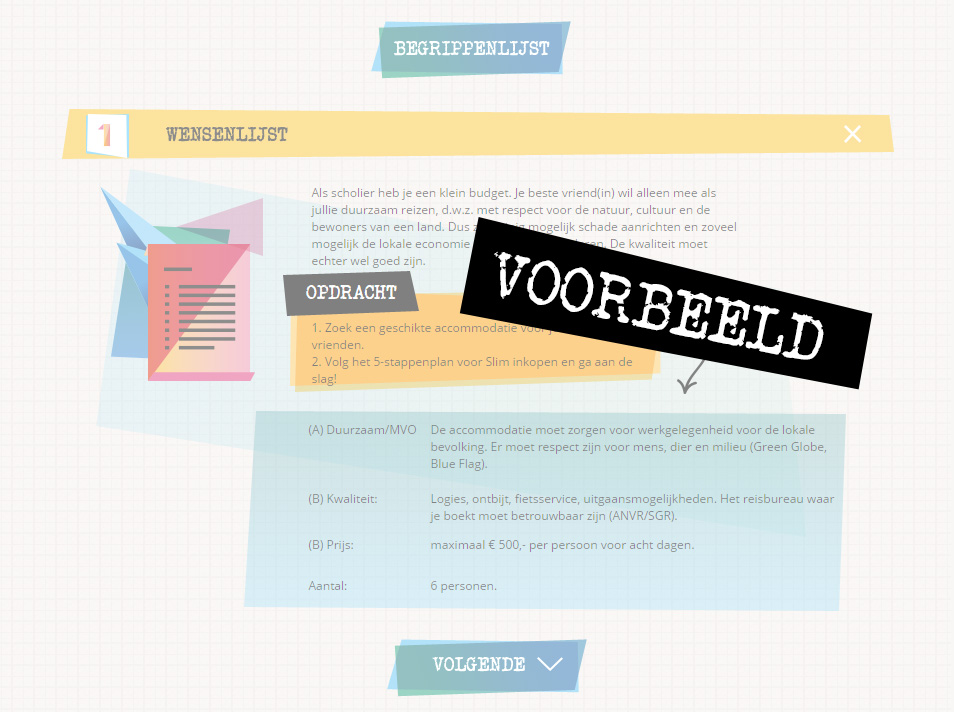 BEGRIPPENLIJST
1 WENSENLIJST
Als scholier heb je een klein budget. Je beste vriend(in) wil alleen mee als
jullie duurzaam reizen, d.w.z. met respect voor de natuur, cultuur en de
bewoners van een land. Dus mogelijk schade aanrichten en zoveel
mogelijk de lokale economie De kwaliteit moet
echter wel goed zijn.
VOORBEELD
OPDRACHT
1. Zoek een geschikte accommodatie voor
vrienden.
2. Volg het 5-stappenplan voor Slim inkopen en ga aan de
slag!
(A) Duurzaam/MVO De accommodatie moet zorgen voor werkgelegenheid voor de lokale
bevolking. Er moet respect zijn voor mens, dier en milieu (Green Globe,
Blue Flag).
(B) Kwaliteit: Logies, ontbijt, fietsservice, uitgaansmogelijkheden. Het reisbureau waar
je boekt moet betrouwbaar zijn (ANVR/SGR).
(B) Prijs: maximaal € 500,- per persoon voor acht dagen.
Aantal: 6 personen.
VOLGENDE